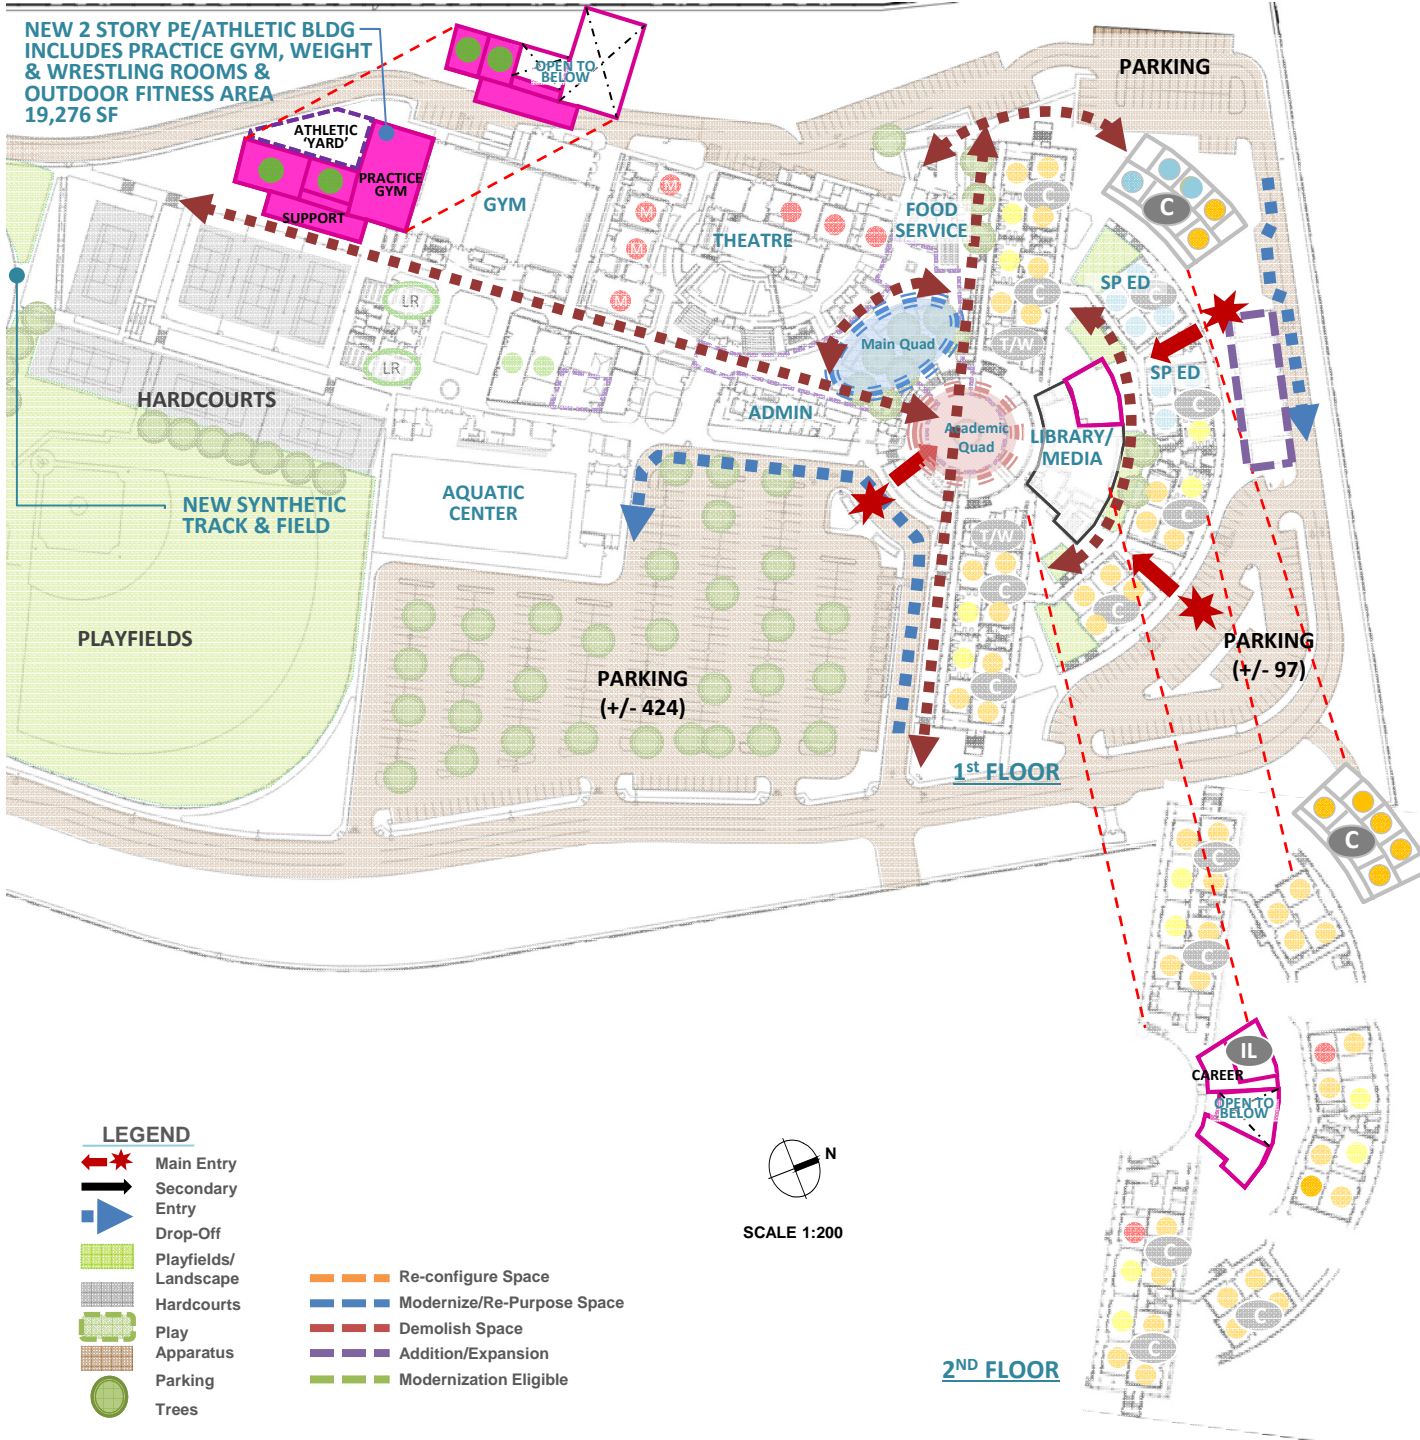 NEW 2 STORY PE/ATHLETIC BLDG
INCLUDES PRACTICE GYM, WEIGHT
& WRESTLING ROOMS &
OUTDOOR FITNESS AREA
19,276 SF
OPEN TO
BELOW
PARKING
ATHLETIC
'YARD'
PRACTICE
GYM
SUPPORT
GYM
M
M
M
M
THEATRE
FOOD
SERVICE
C
C
C
SP ED
C
SP ED
C
T/W
LR
LR
Main Quad
HARDCOURTS
ADMIN
Academic
Quad
LIBRARY/
MEDIA
AQUATIC
CENTER
NEW SYNTHETIC
TRACK & FIELD
C
T/W
C
C
C
PLAYFIELDS
PARKING
(+/- 424)
PARKING
(+/- 97)
1st FLOOR
C
C
C
IL
CAREER
OPEN TO
BELOW
C
C
C
2ND FLOOR
N
SCALE 1:200
LEGEND
Main Entry
Secondary
Entry
Drop-Off
Playfields/
Landscape
Hardcourts
Play
Apparatus
Parking
Trees
Re-configure Space
Modernize/Re-Purpose Space
Demolish Space
Addition/Expansion
Modernization Eligible